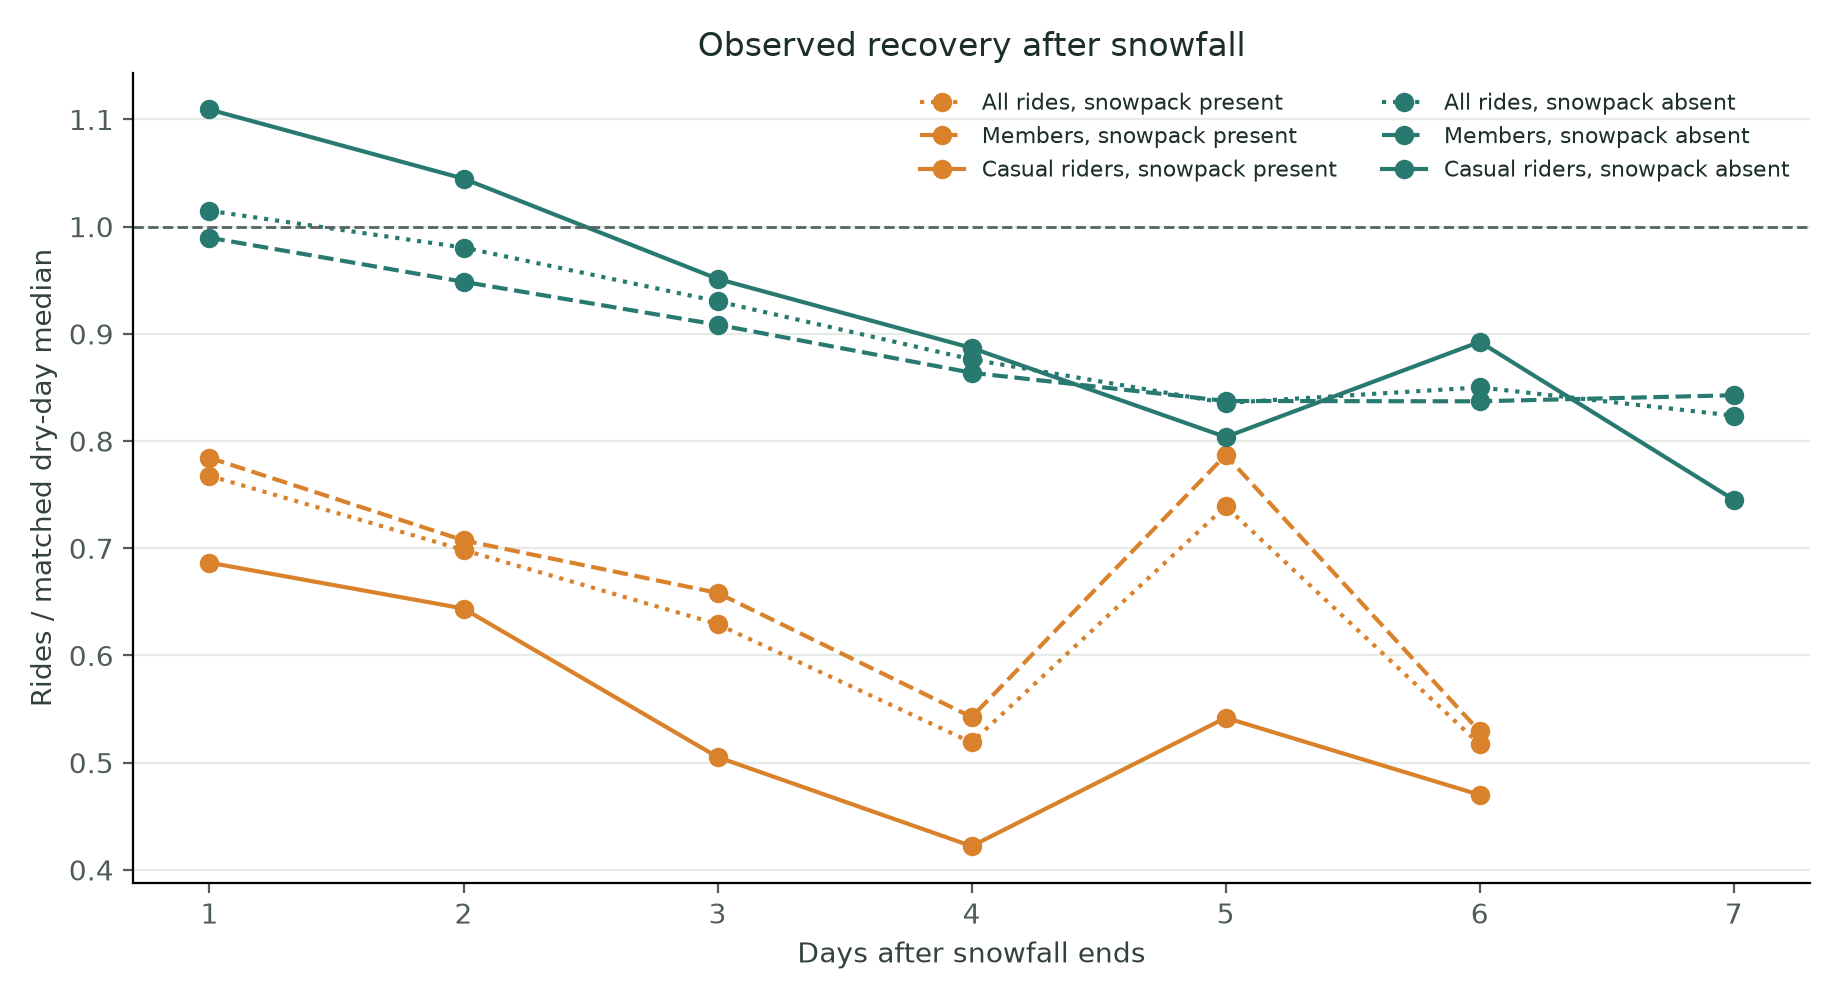 Observed recovery after snowfall
All rides, snowpack present
Members, snowpack present
Casual riders, snowpack present
All rides, snowpack absent
Members, snowpack absent
Casual riders, snowpack absent
Rides / matched dry-day median
1.1
1.0
0.9
0.8
0.7
0.6
0.5
0.4
1 2 3 4 5 6 7
Days after snowfall ends